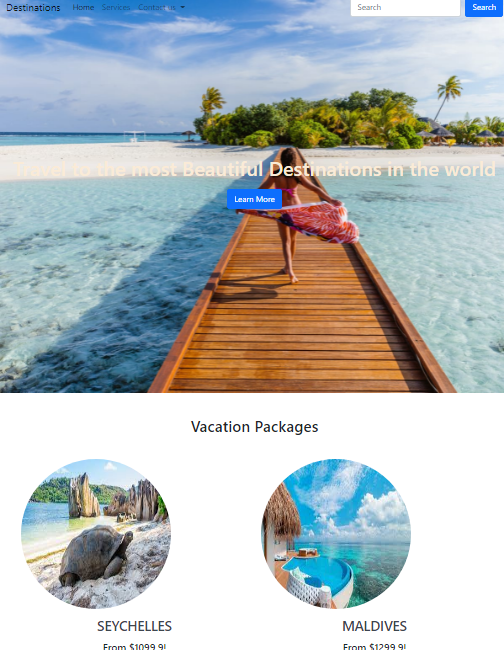 Destinations Home Services Contact us Search Search
to the most Beautiful Destinations in the world
Learn More
Vacation Packages
SEYCHELLES MALDIVES
From $1099.9! From $1299.9!